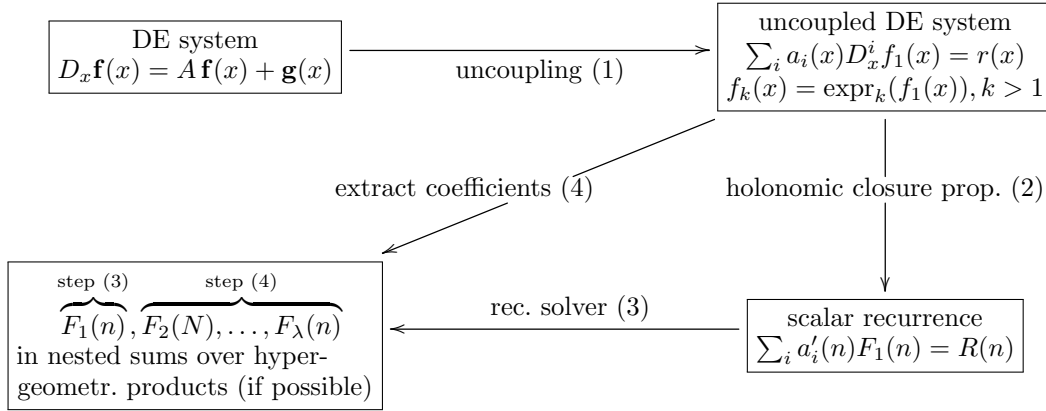 DE system
D_x𝐟(x) = A 𝐟(x) + 𝐠(x)
uncoupling (1)
uncoupled DE system
∑_i a_i(x)D_x^i f_1(x) = r(x)
f_k(x) = expr_k(f_1(x)), k > 1
extract coefficients (4)
holonomic closure prop. (2)
step (3) step (4)
F_1(n), F_2(N), . . . , F_λ(n)
in nested sums over hyper-
geometr. products (if possible)
rec. solver (3)
scalar recurrence
∑_i a′_i(n)F_1(n) = R(n)